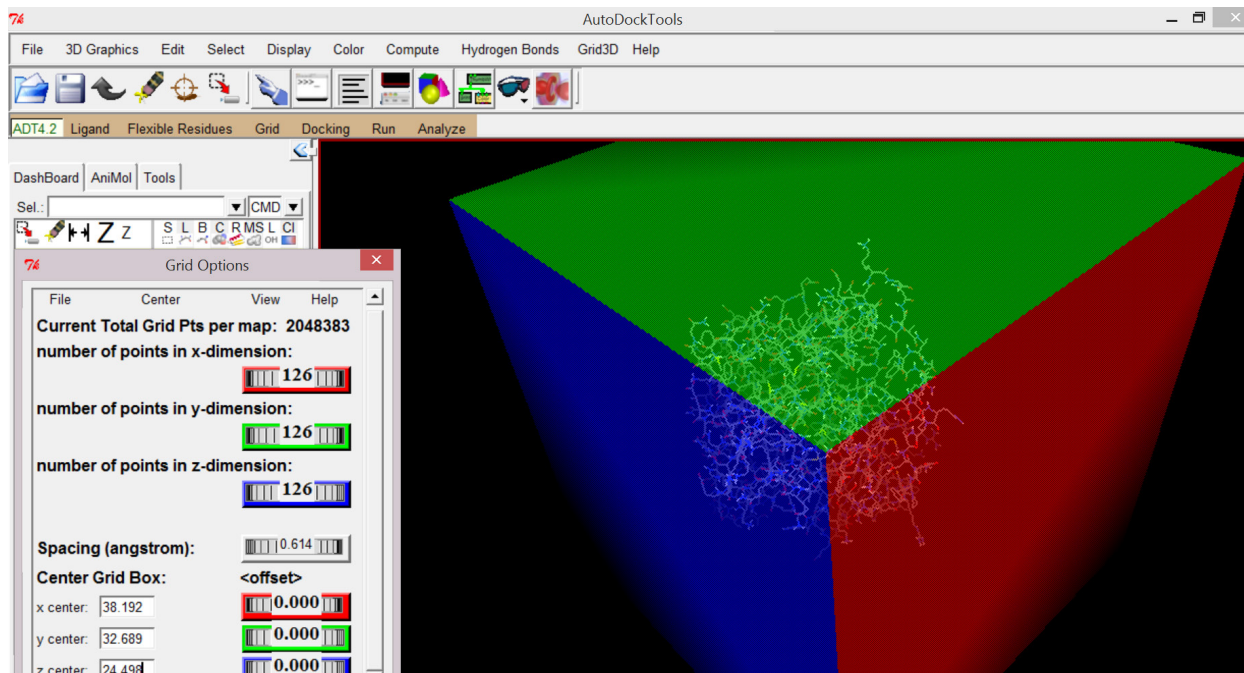 AutoDockTools
File 3D Graphics Edit Select Display Color Compute Hydrogen Bonds Grid3D Help
ADT4.2 Ligand Flexible Residues Grid Docking Run Analyze
DashBoard AniMol Tools
Sel.: CMD
Z Z S L B C R MS L Cl
Grid Options
File Center View Help
Current Total Grid Pts per map: 2048383
number of points in x-dimension:
126
number of points in y-dimension:
126
number of points in z-dimension:
126
Spacing (angstrom): 0.614
Center Grid Box: <offset>
x center: 38.192 0.000
y center: 32.689 0.000
z center: 24.498 0.000